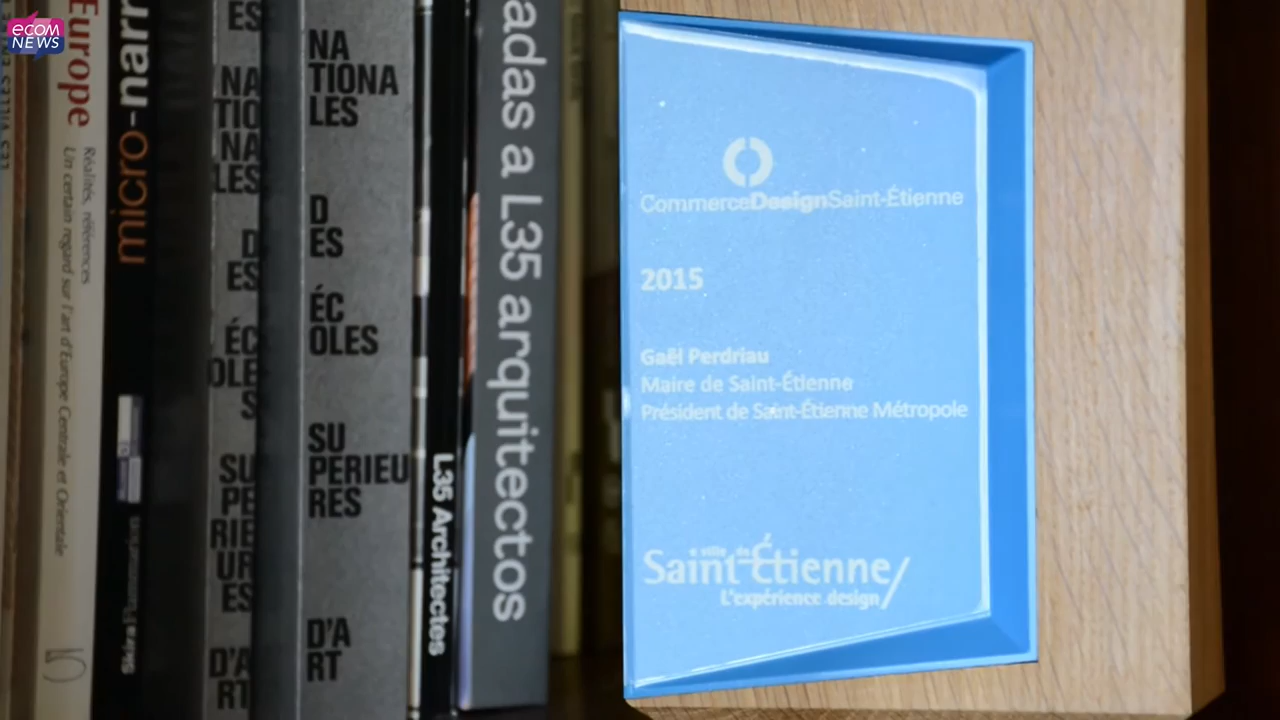 ecom
NEWS
Europe
Réalités, références
Un certain regard sur l'art d'Europe Centrale et Orientale
micro-narr
Skira Flammarion
ES
NA
TIO
NA
LES
D
ES
ÉC
OLE
S
SU
PE
RIE
UR
ES
D'A
RT
NA
TIONA
LES
D
ES
ÉC
OLES
SU
PERIEU
RES
D'A
RT
L35 Architectes
adas a L35 arquitectos
CommerceDesignSaint-Étienne
2015
Gaël Perdriau
Maire de Saint-Étienne
Président de Saint-Étienne Métropole
ville de
Saint-Étienne
L'expérience design